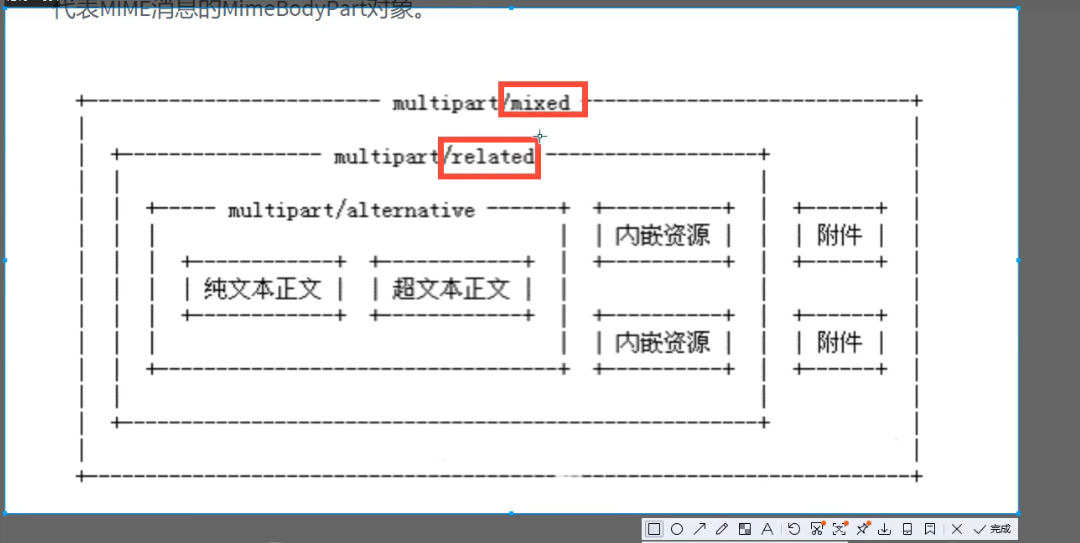 代表MIME消息的MimeBodyPart对象。
multipart/mixed
multipart/related
multipart/alternative
内嵌资源 附件
纯文本正文 超文本正文
内嵌资源 附件
完成